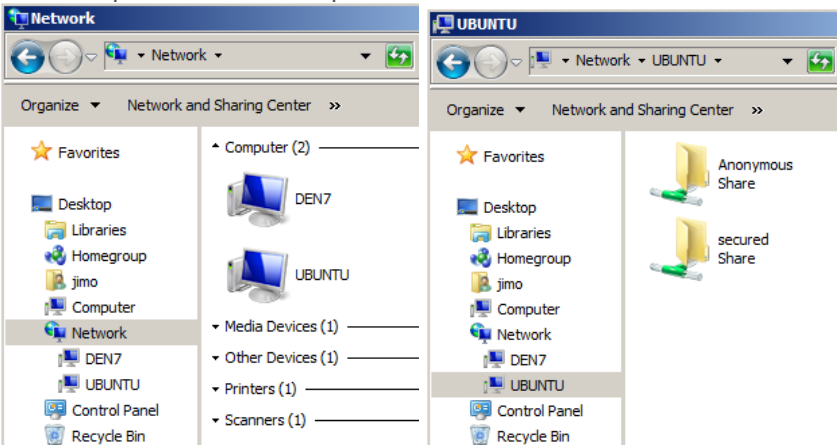 Network
Network
Organize
Network and Sharing Center »
Favorites
Desktop
Libraries
Homegroup
jimo
Computer
Network
DEN7
UBUNTU
Control Panel
Recycle Bin
Computer (2)
DEN7
UBUNTU
Media Devices (1)
Other Devices (1)
Printers (1)
Scanners (1)
UBUNTU
Network UBUNTU
Organize
Network and Sharing Center »
Favorites
Desktop
Libraries
Homegroup
jimo
Computer
Network
DEN7
UBUNTU
Control Panel
Recycle Bin
Anonymous
Share
secured
Share